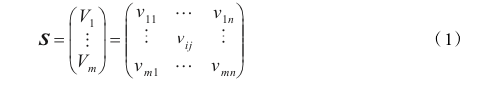 S = (V_1 ⋮ V_m) = (v_11 ⋯ v_1n ⋮ v_ij ⋮ v_m1 ⋯ v_mn) (1)